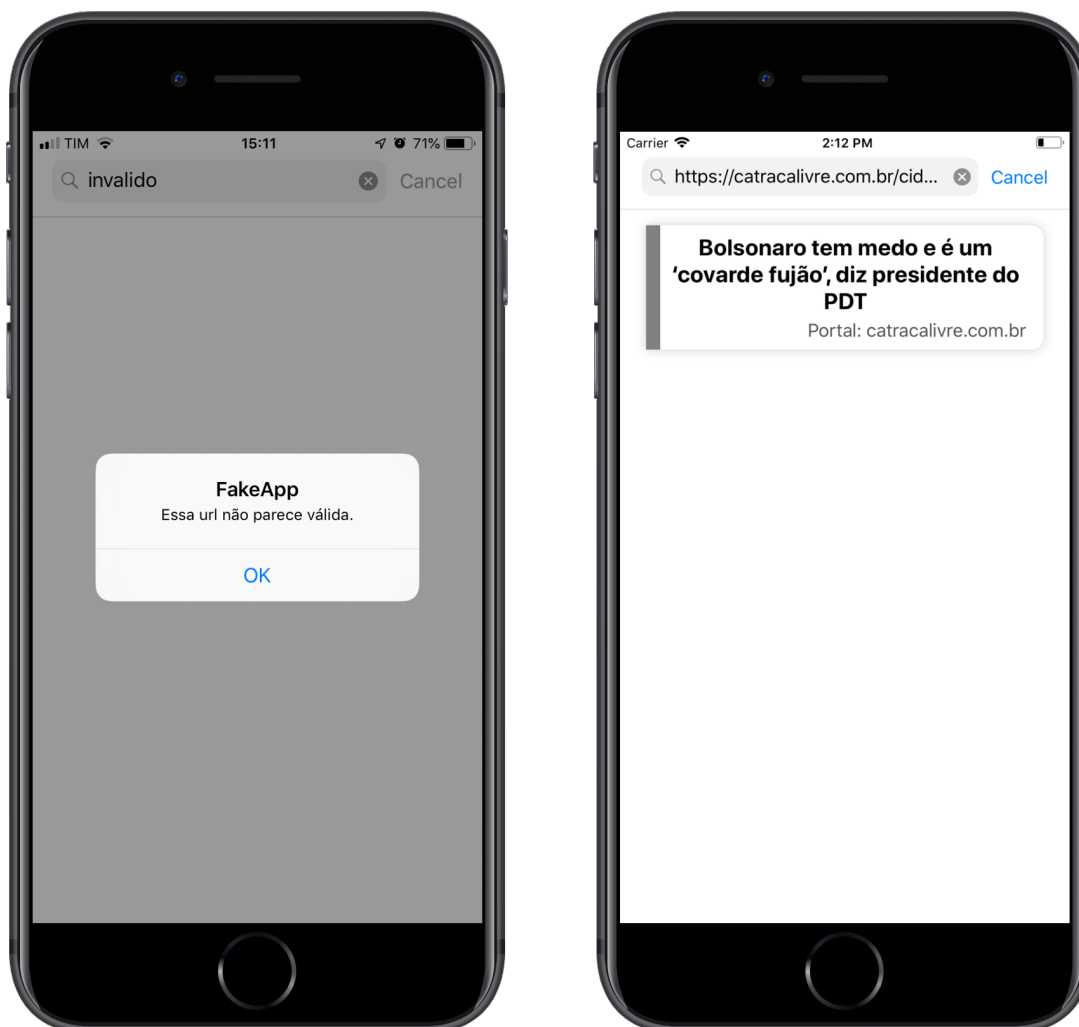 TIM 15:11 71%
invalido Cancel
FakeApp
Essa url não parece válida.
OK
Carrier 2:12 PM
https://catracalivre.com.br/cid... Cancel
Bolsonaro tem medo e é um
‘covarde fujão’, diz presidente do
PDT
Portal: catracalivre.com.br